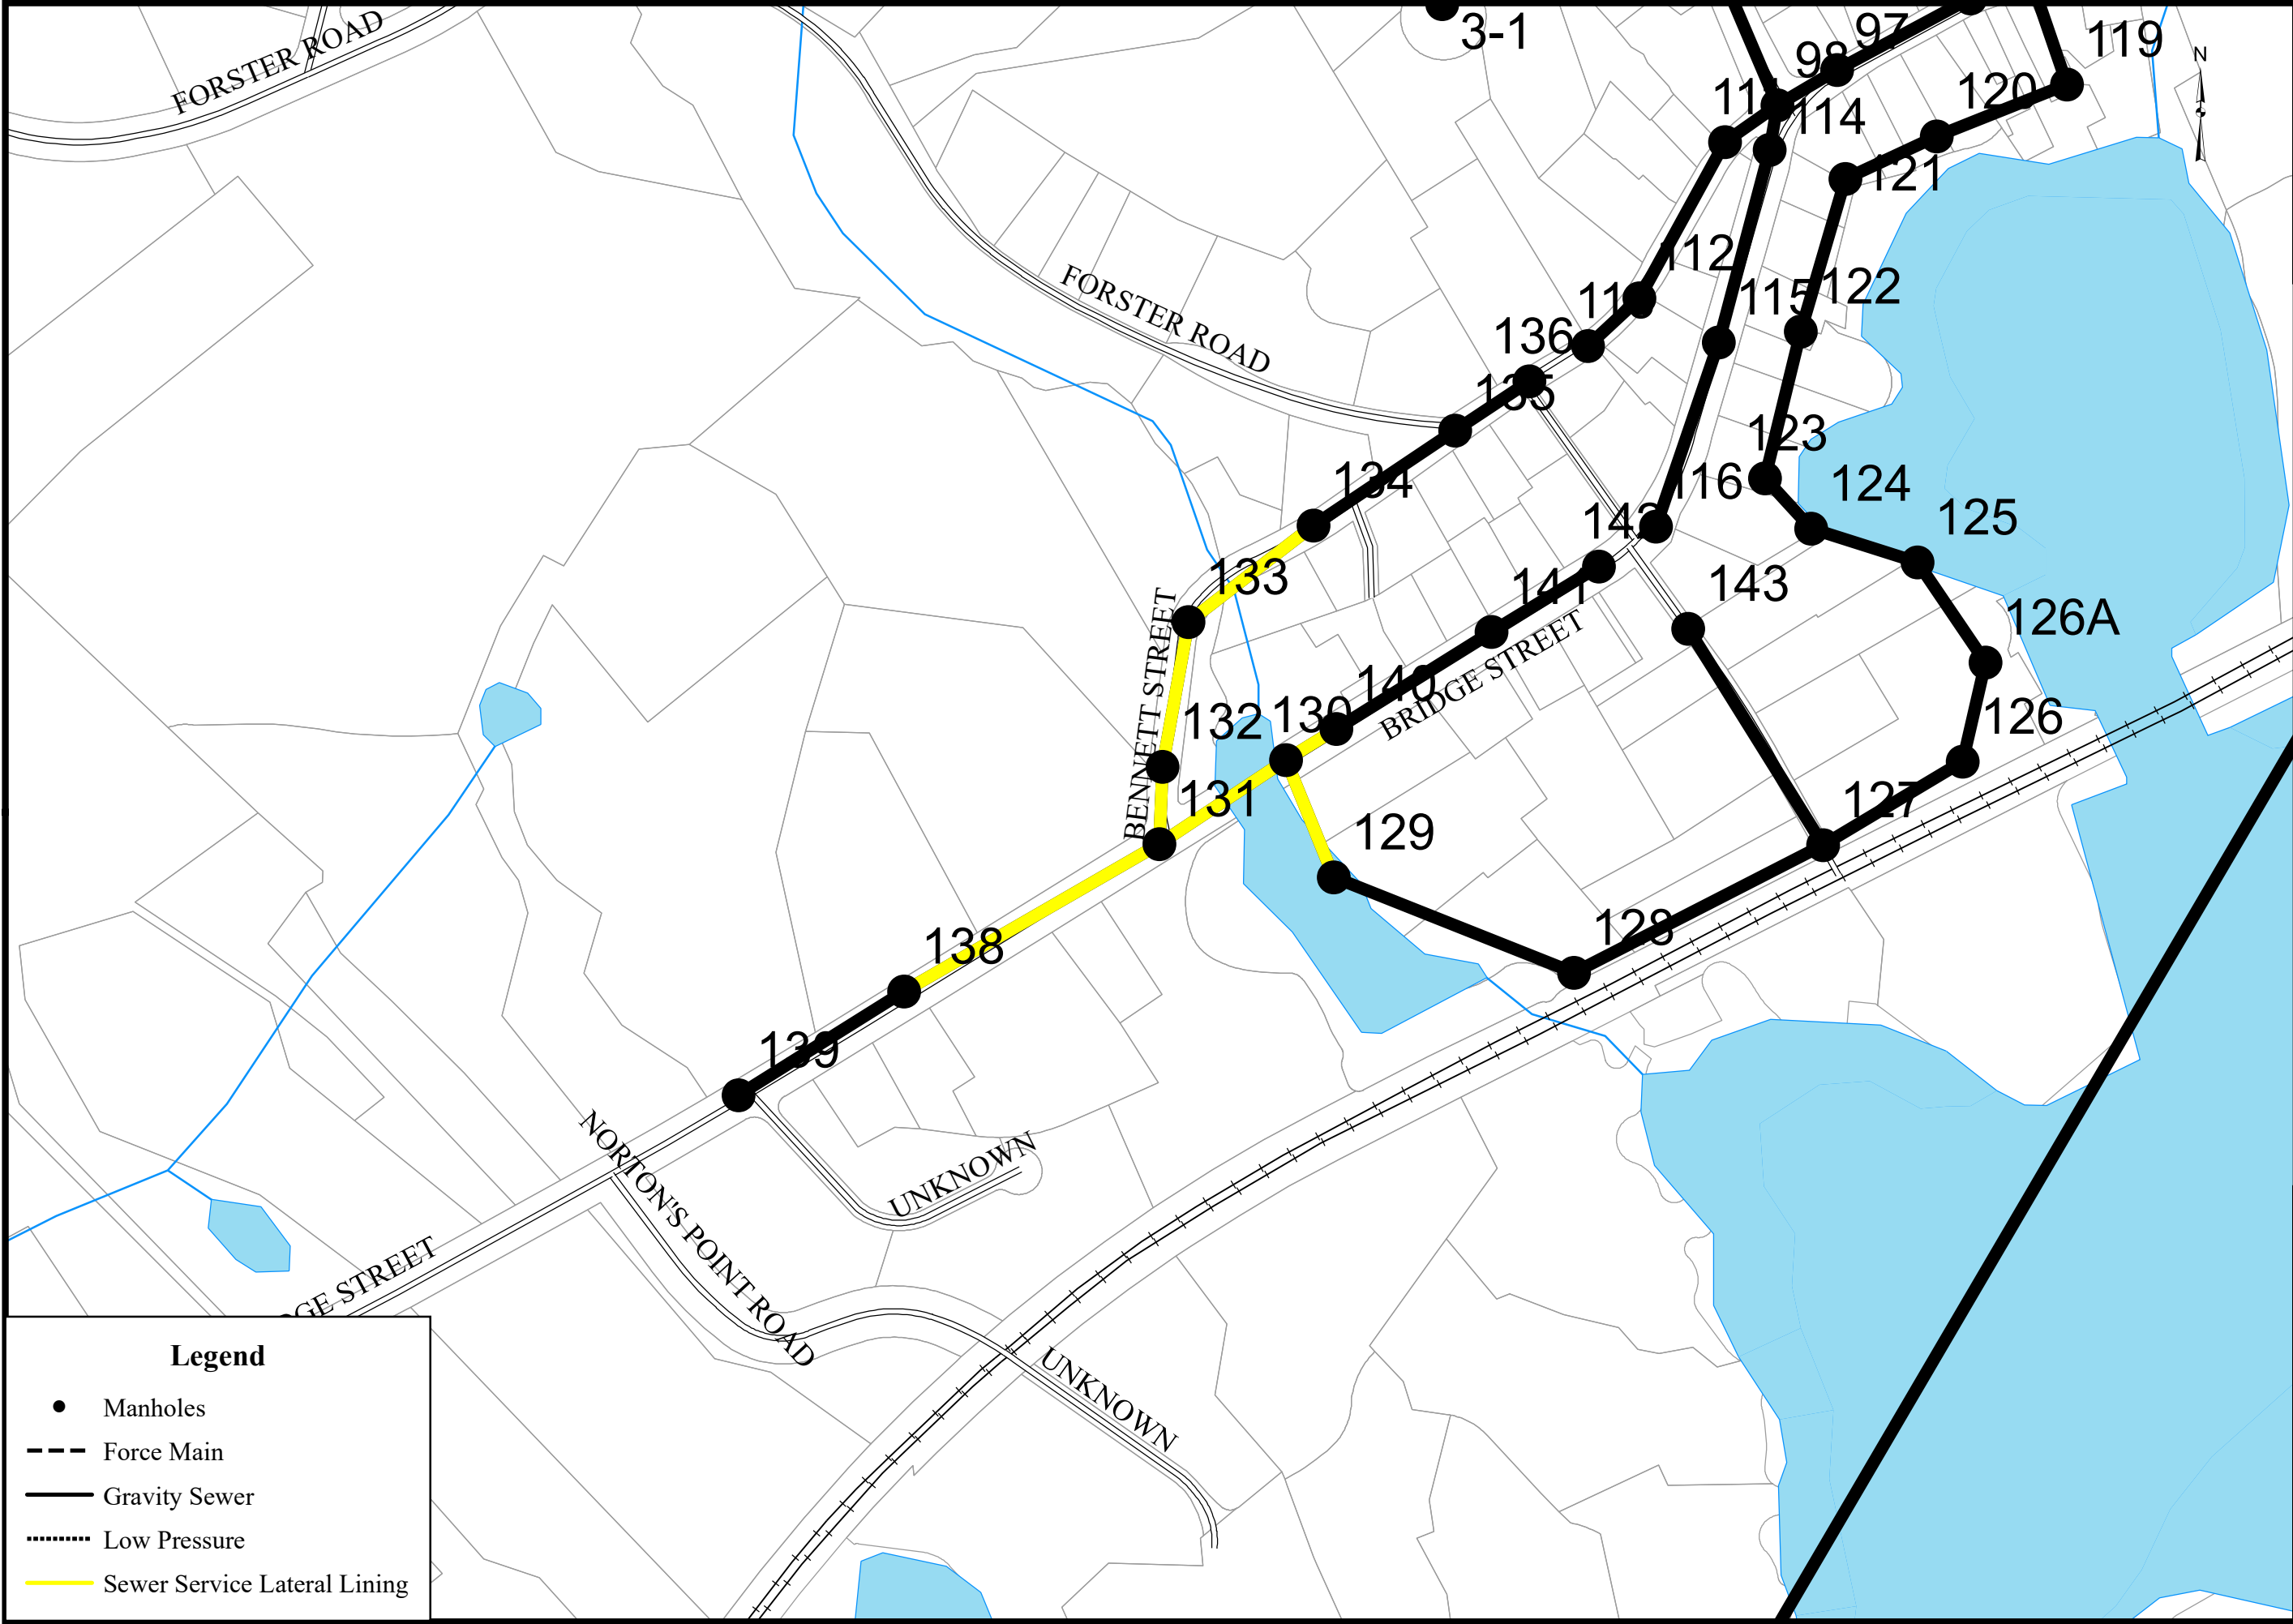 FORSTER ROAD
3-1
97
98
119
N
120
114
121
112
FORSTER ROAD
115
122
136
135
123
134
116
124
125
142
133
141
143
126A
BENNETT STREET
BRIDGE STREET
140
132
130
126
131
127
129
128
138
139
NORTON'S POINT ROAD
UNKNOWN
GE STREET
UNKNOWN
Legend
Manholes
Force Main
Gravity Sewer
Low Pressure
Sewer Service Lateral Lining